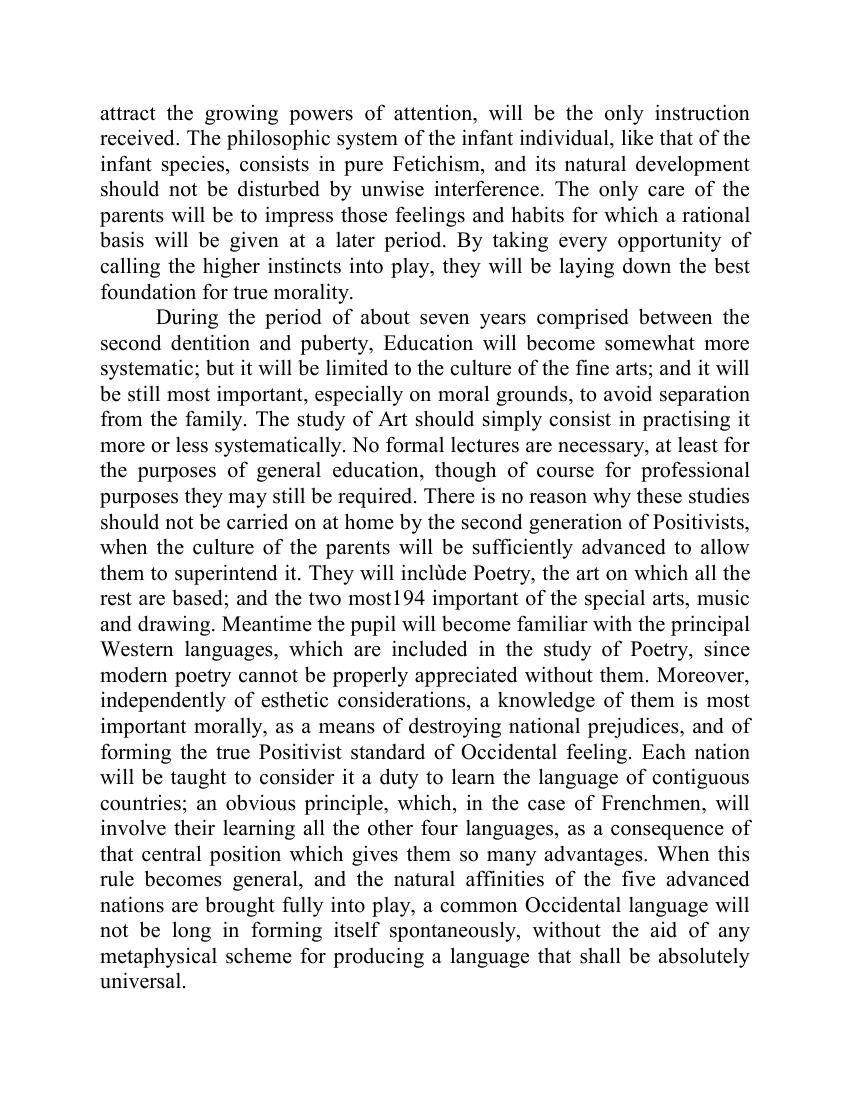 attract the growing powers of attention, will be the only instruction
received. The philosophic system of the infant individual, like that of the
infant species, consists in pure Fetichism, and its natural development
should not be disturbed by unwise interference. The only care of the
parents will be to impress those feelings and habits for which a rational
basis will be given at a later period. By taking every opportunity of
calling the higher instincts into play, they will be laying down the best
foundation for true morality.
During the period of about seven years comprised between the
second dentition and puberty, Education will become somewhat more
systematic; but it will be limited to the culture of the fine arts; and it will
be still most important, especially on moral grounds, to avoid separation
from the family. The study of Art should simply consist in practising it
more or less systematically. No formal lectures are necessary, at least for
the purposes of general education, though of course for professional
purposes they may still be required. There is no reason why these studies
should not be carried on at home by the second generation of Positivists,
when the culture of the parents will be sufficiently advanced to allow
them to superintend it. They will inclùde Poetry, the art on which all the
rest are based; and the two most194 important of the special arts, music
and drawing. Meantime the pupil will become familiar with the principal
Western languages, which are included in the study of Poetry, since
modern poetry cannot be properly appreciated without them. Moreover,
independently of esthetic considerations, a knowledge of them is most
important morally, as a means of destroying national prejudices, and of
forming the true Positivist standard of Occidental feeling. Each nation
will be taught to consider it a duty to learn the language of contiguous
countries; an obvious principle, which, in the case of Frenchmen, will
involve their learning all the other four languages, as a consequence of
that central position which gives them so many advantages. When this
rule becomes general, and the natural affinities of the five advanced
nations are brought fully into play, a common Occidental language will
not be long in forming itself spontaneously, without the aid of any
metaphysical scheme for producing a language that shall be absolutely
universal.